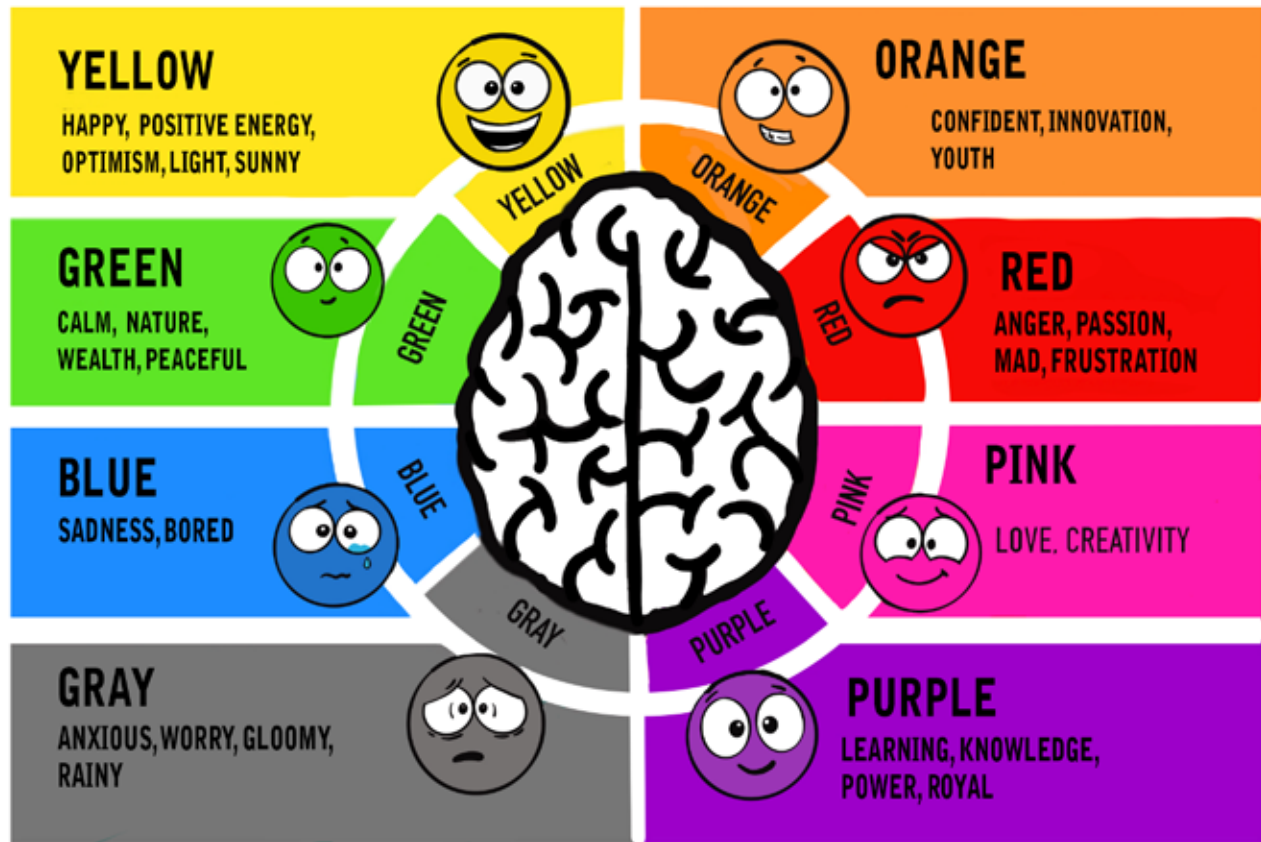 YELLOW
HAPPY, POSITIVE ENERGY,
OPTIMISM, LIGHT, SUNNY
YELLOW
ORANGE
CONFIDENT, INNOVATION,
YOUTH
ORANGE
GREEN
CALM, NATURE,
WEALTH, PEACEFUL
GREEN
RED
ANGER, PASSION,
MAD, FRUSTRATION
RED
BLUE
SADNESS, BORED
BLUE
PINK
LOVE. CREATIVITY
PINK
GRAY
ANXIOUS, WORRY, GLOOMY,
RAINY
GRAY
PURPLE
LEARNING, KNOWLEDGE,
POWER, ROYAL
PURPLE